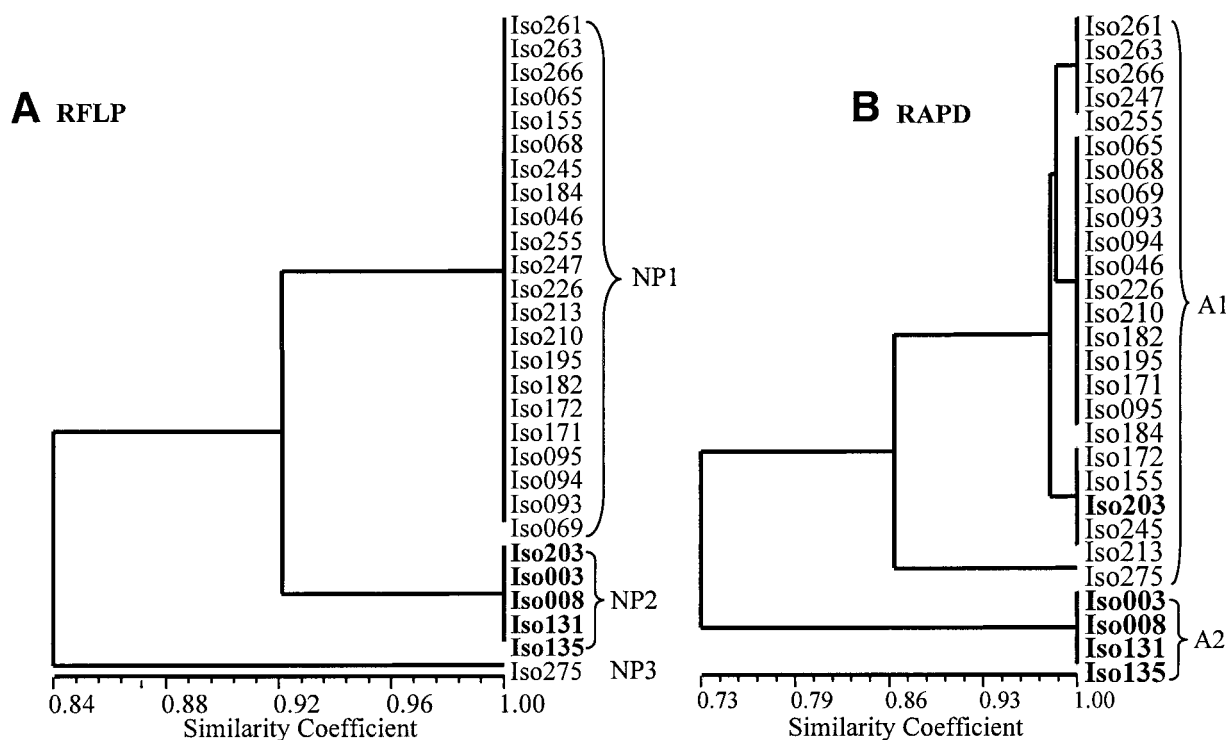 A RFLP
Iso261
Iso263
Iso266
Iso065
Iso155
Iso068
Iso245
Iso184
Iso046
Iso255
Iso247
Iso226
Iso213
Iso210
Iso195
Iso182
Iso172
Iso171
Iso095
Iso094
Iso093
Iso069
NP1
Iso203
Iso003
Iso008
Iso131
Iso135
NP2
Iso275 NP3
0.84 0.88 0.92 0.96 1.00
Similarity Coefficient
B RAPD
Iso261
Iso263
Iso266
Iso247
Iso255
Iso065
Iso068
Iso069
Iso093
Iso094
Iso046
Iso226
Iso210
Iso182
Iso195
Iso171
Iso095
Iso184
Iso172
Iso155
Iso203
Iso245
Iso213
Iso275
A1
Iso003
Iso008
Iso131
Iso135
A2
0.73 0.79 0.86 0.93 1.00
Similarity Coefficient